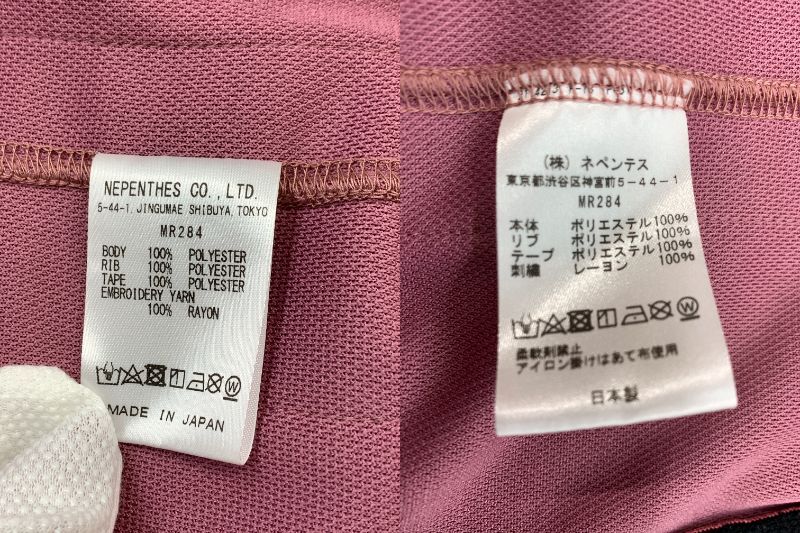 NEPENTHES CO., LTD.
5-44-1, JINGUMAE SHIBUYA, TOKYO
MR284
BODY 100% POLYESTER
RIB 100% POLYESTER
TAPE 100% POLYESTER
EMBROIDERY YARN
100% RAYON
MADE IN JAPAN
(株) ネペンテス
東京都渋谷区神宮前5-44-1
MR284
本体 ポリエステル100%
リブ ポリエステル100%
テープ ポリエステル100%
刺繍 レーヨン 100%
柔軟剤禁止
アイロン掛けはあて布使用
日本製